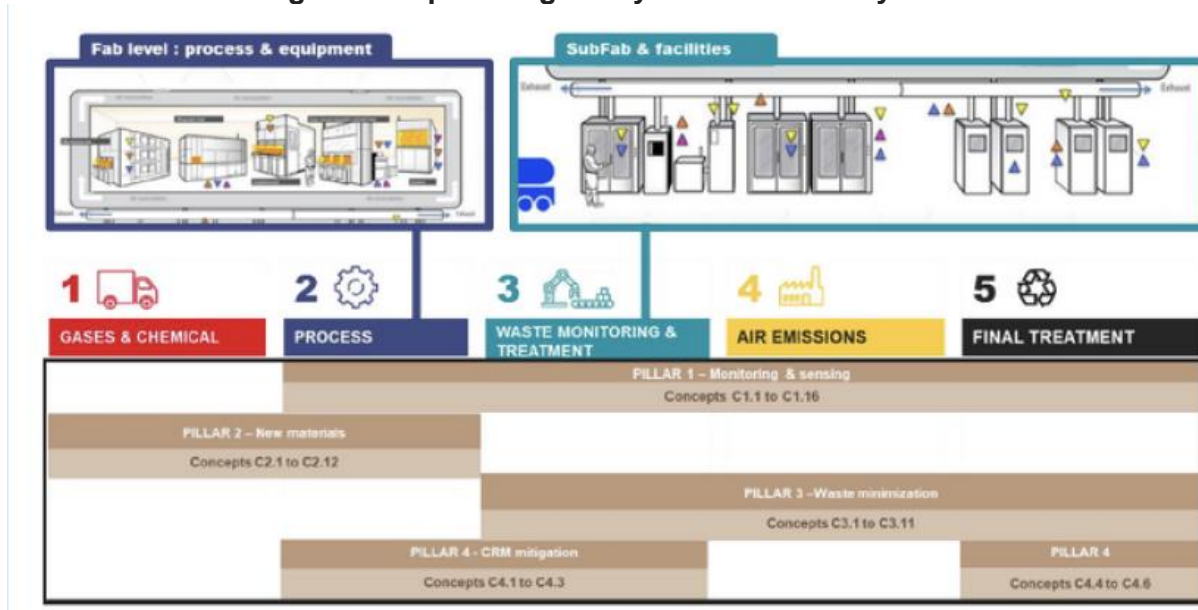 Fab level : process & equipment
SubFab & facilities
Exhaust
Exhaust
Exhaust
Exhaust
1
2
3
4
5
GASES & CHEMICAL
PROCESS
WASTE MONITORING &
TREATMENT
AIR EMISSIONS
FINAL TREATMENT
PILLAR 1 – Monitoring & sensing
Concepts C1.1 to C1.16
PILLAR 2 – New materials
Concepts C2.1 to C2.12
PILLAR 3 –Waste minimization
Concepts C3.1 to C3.11
PILLAR 4 - CRM mitigation
PILLAR 4
Concepts C4.1 to C4.3
Concepts C4.4 to C4.6